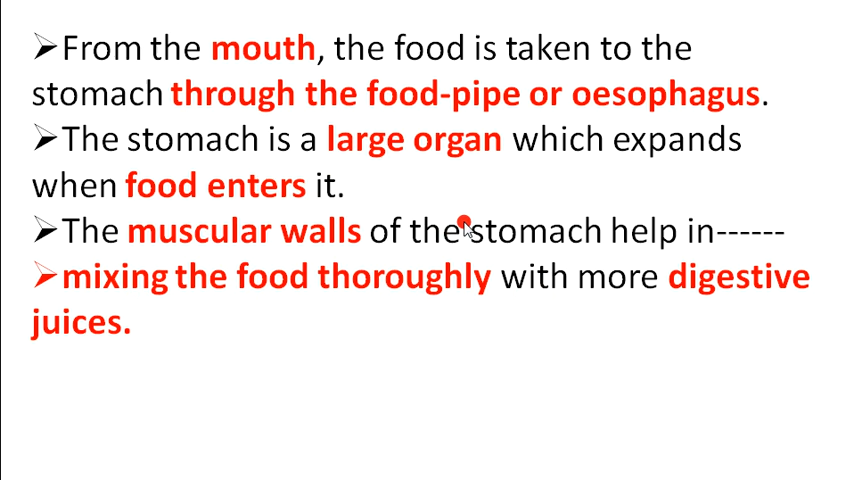 ➢From the mouth, the food is taken to the
stomach through the food-pipe or oesophagus.
➢The stomach is a large organ which expands
when food enters it.
➢The muscular walls of the stomach help in------
➢mixing the food thoroughly with more digestive
juices.